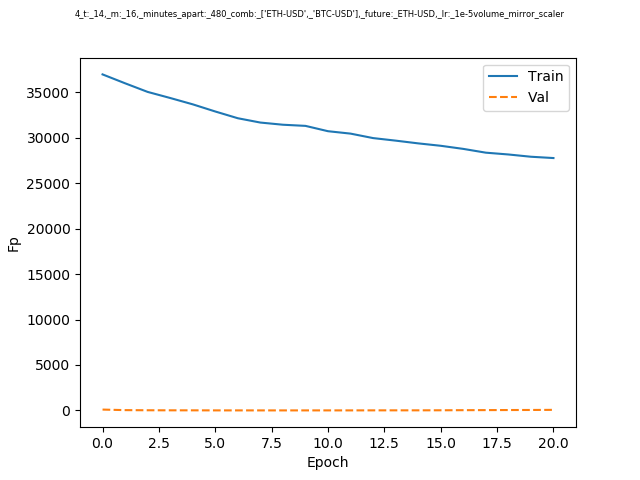 4_t:_14,_m:_16,_minutes_apart:_480_comb:_['ETH-USD',_'BTC-USD'],_future:_ETH-USD,_lr:_1e-5volume_mirror_scaler
Train
Val
35000
30000
25000
20000
15000
10000
5000
0
Fp
0.0 2.5 5.0 7.5 10.0 12.5 15.0 17.5 20.0
Epoch